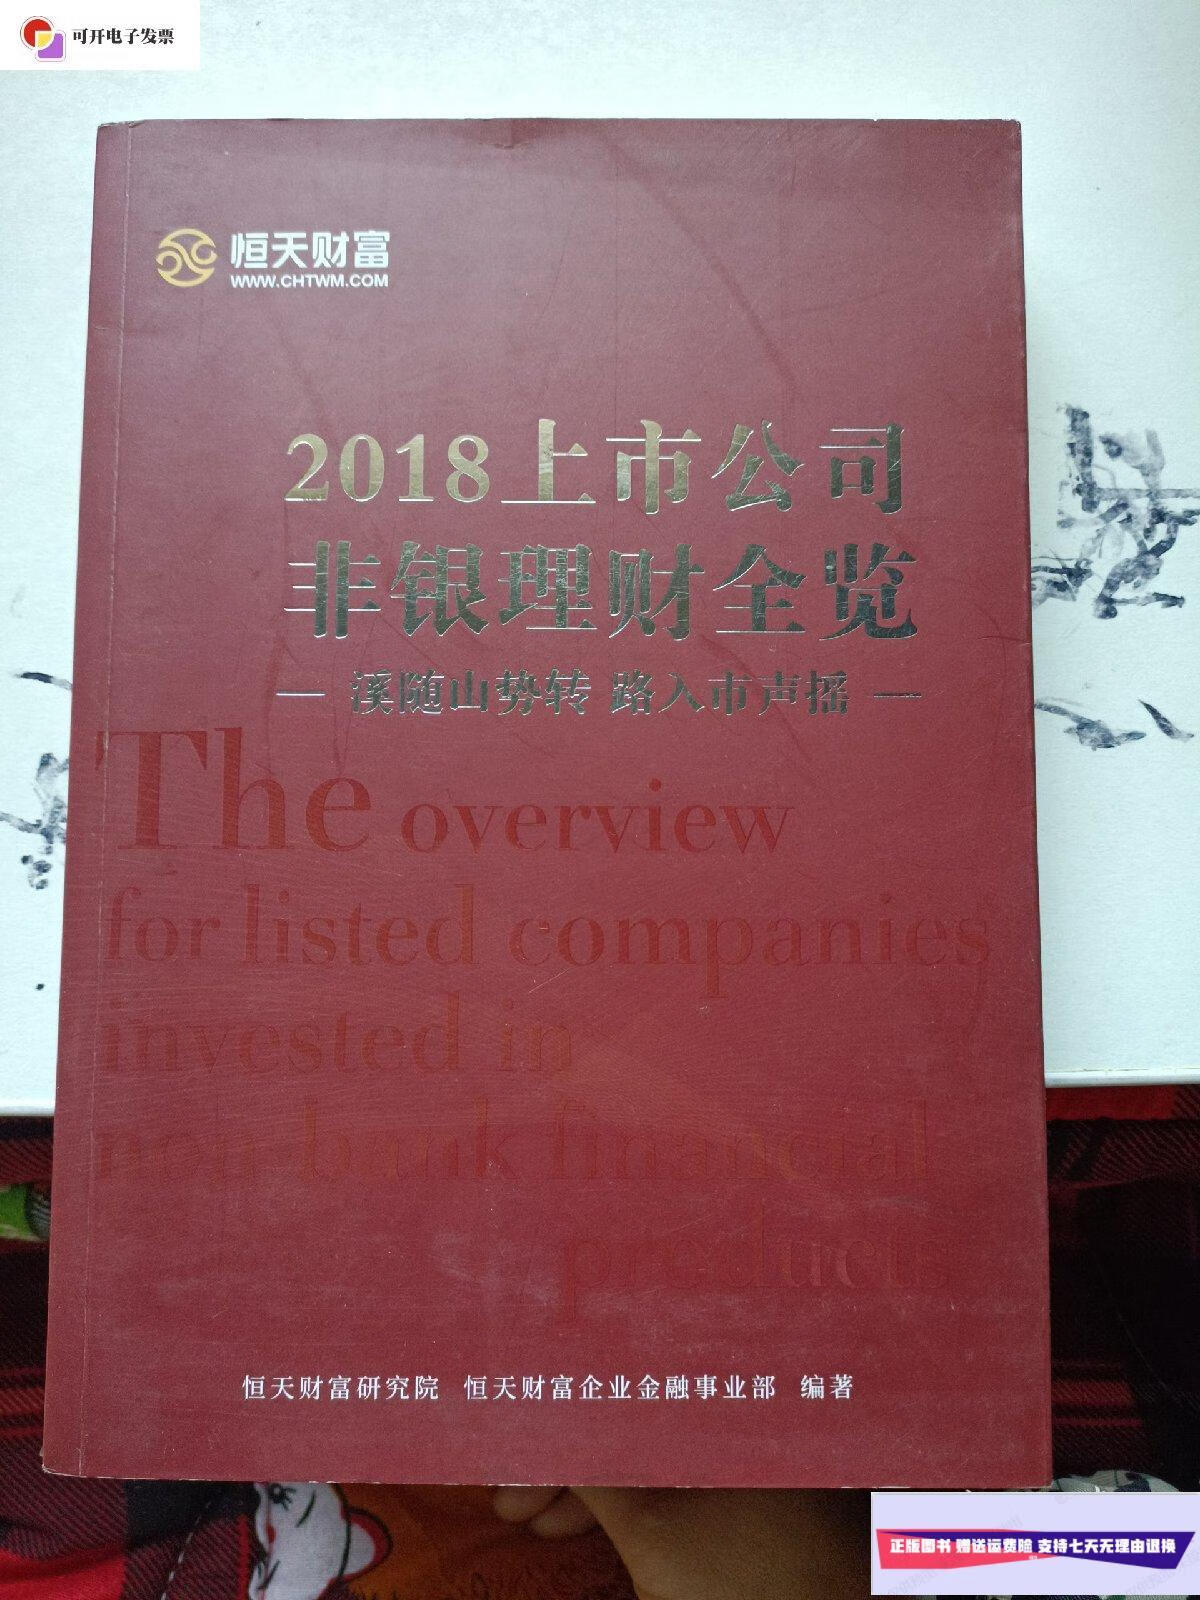 可开电子发票
恒天财富
WWW.CHTWM.COM
2018上市公司
非银理财全览
— 溪随山势转 路入市声摇 —
The overview
for listed companies
invested in
non bank financial
products
恒天财富研究院 恒天财富企业金融事业部 编著
正版图书 赠送运费险 支持七天无理由退换